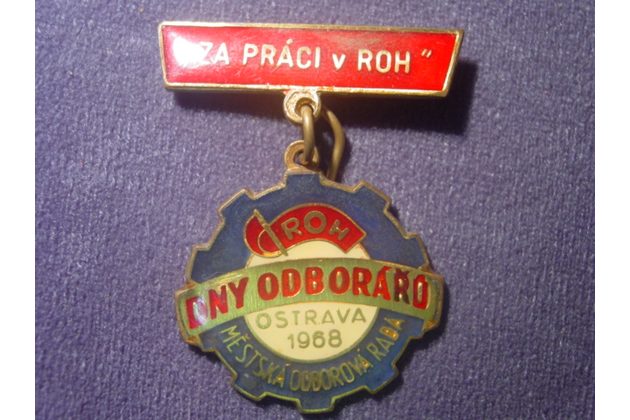 „ZA PRÁCI v ROH"
ROH
DNY ODBORÁŘŮ
OSTRAVA
1968
MĚSTSKÁ ODBOROVÁ RADA